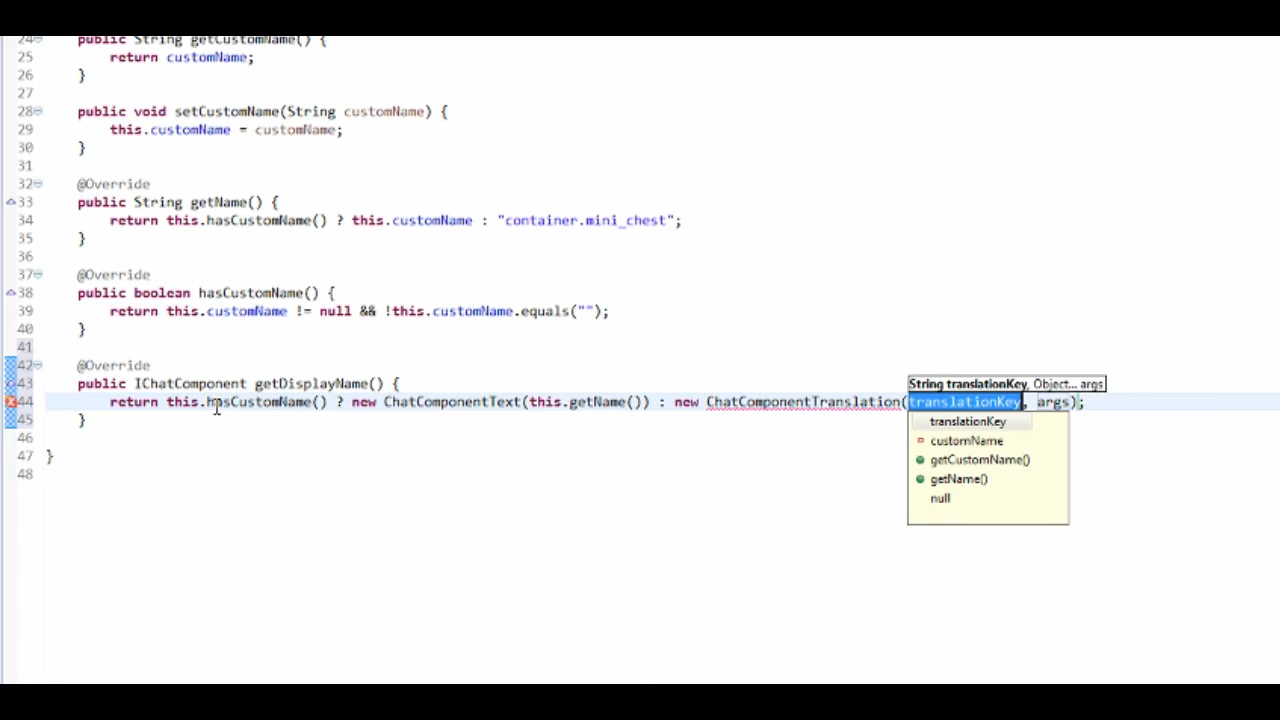 24 public String getCustomName() {
25 return customName;
26 }
27
28 public void setCustomName(String customName) {
29 this.customName = customName;
30 }
31
32 @Override
33 public String getName() {
34 return this.hasCustomName() ? this.customName : "container.mini_chest";
35 }
36
37 @Override
38 public boolean hasCustomName() {
39 return this.customName != null && !this.customName.equals("");
40 }
41
42 @Override
43 public IChatComponent getDisplayName() {
String translationKey, Object... args
44 return this.hasCustomName() ? new ChatComponentText(this.getName()) : new ChatComponentTranslation(translationKey, args);
translationKey
45 }
customName
46
getCustomName()
47 }
getName()
48
null